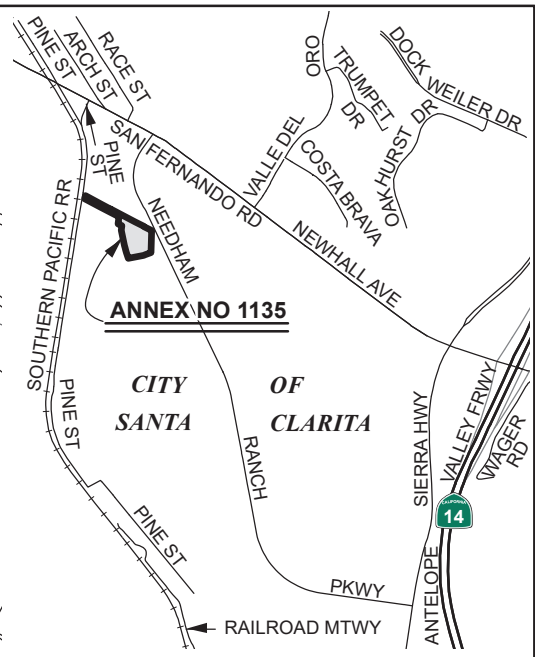 PINE ST
ARCH ST
RACE ST
ORO
TRUMPET
DR
DOCK WEILER DR
PINE
ST
SAN FERNANDO RD
VALLE DEL
COSTA BRAVA
OAKHURST DR
SOUTHERN PACIFIC RR
NEEDHAM
NEWHALL AVE
ANNEX NO 1135
CITY OF
SANTA CLARITA
PINE ST
RANCH
SIERRA HWY
VALLEY FRWY
WAGER
RD
CALIFORNIA
14
PINE ST
ANTELOPE
PKWY
RAILROAD MTWY